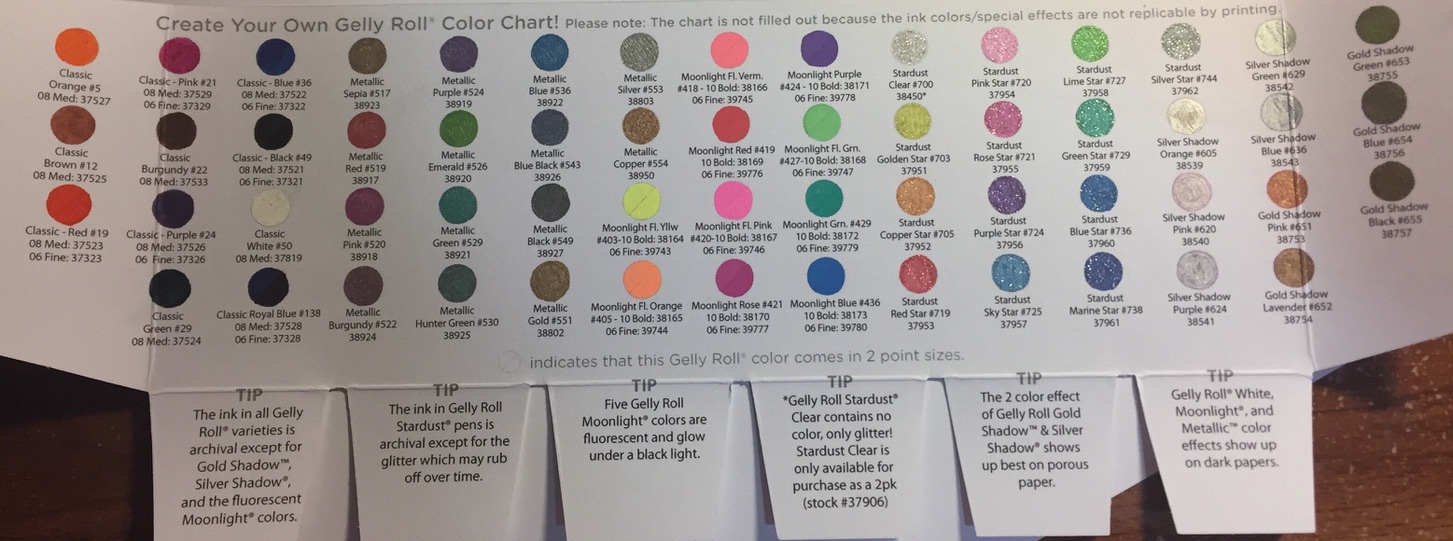 Create Your Own Gelly Roll® Color Chart! Please note: The chart is not filled out because the ink colors/special effects are not replicable by printing.
Classic
Orange #5
08 Med: 37527
Classic - Pink #21
08 Med: 37529
06 Fine: 37329
Classic - Blue #36
08 Med: 37522
06 Fine: 37322
Metallic
Sepia #517
38923
Metallic
Purple #524
38919
Metallic
Blue #536
38922
Metallic
Silver #553
38803
Moonlight Fl. Verm.
#418 - 10 Bold: 38166
06 Fine: 39745
Moonlight Purple
#424 - 10 Bold: 38171
06 Fine: 39778
Stardust
Clear #700
38450*
Stardust
Pink Star #720
37954
Stardust
Lime Star #727
37958
Stardust
Silver Star #744
37962
Silver Shadow
Green #629
38542
Gold Shadow
Green #653
38755
Classic
Brown #12
08 Med: 37525
Classic
Burgundy #22
08 Med: 37533
Classic - Black #49
08 Med: 37521
06 Fine: 37321
Metallic
Red #519
38917
Metallic
Emerald #526
38920
Metallic
Blue Black #543
38926
Metallic
Copper #554
38950
Moonlight Red #419
10 Bold: 38169
06 Fine: 39776
Moonlight Fl. Grn.
#427-10 Bold: 38168
06 Fine: 39747
Stardust
Golden Star #703
37951
Stardust
Rose Star #721
37955
Stardust
Green Star #729
37959
Silver Shadow
Orange #605
38539
Silver Shadow
Blue #636
38543
Gold Shadow
Blue #654
38756
Classic - Red #19
08 Med: 37523
06 Fine: 37323
Classic - Purple #24
08 Med: 37526
06 Fine: 37326
Classic
White #50
08 Med: 37819
Metallic
Pink #520
38918
Metallic
Green #529
38921
Metallic
Black #549
38927
Moonlight Fl. Yllw
#403-10 Bold: 38164
06 Fine: 39743
Moonlight Fl. Pink
#420-10 Bold: 38167
06 Fine: 39746
Moonlight Grn. #429
10 Bold: 38172
06 Fine: 39779
Stardust
Copper Star #705
37952
Stardust
Purple Star #724
37956
Stardust
Blue Star #736
37960
Silver Shadow
Pink #620
38540
Gold Shadow
Pink #651
38753
Gold Shadow
Black #655
38757
Classic
Green #29
08 Med: 37524
Classic Royal Blue #138
08 Med: 37528
06 Fine: 37328
Metallic
Burgundy #522
38924
Metallic
Hunter Green #530
38925
Metallic
Gold #551
38802
Moonlight Fl. Orange
#405 - 10 Bold: 38165
06 Fine: 39744
Moonlight Rose #421
10 Bold: 38170
06 Fine: 39777
Moonlight Blue #436
10 Bold: 38173
06 Fine: 39780
Stardust
Red Star #719
37953
Stardust
Sky Star #725
37957
Stardust
Marine Star #738
37961
Silver Shadow
Purple #624
38541
Gold Shadow
Lavender #652
38754
indicates that this Gelly Roll® color comes in 2 point sizes.
TIP
The ink in all Gelly
Roll® varieties is
archival except for
Gold Shadow™,
Silver Shadow®,
and the fluorescent
Moonlight® colors.
TIP
The ink in Gelly Roll
Stardust® pens is
archival except for the
glitter which may rub
off over time.
TIP
Five Gelly Roll
Moonlight® colors are
fluorescent and glow
under a black light.
TIP
*Gelly Roll Stardust®
Clear contains no
color, only glitter!
Stardust Clear is
only available for
purchase as a 2pk
(stock #37906)
TIP
The 2 color effect
of Gelly Roll Gold
Shadow™ & Silver
Shadow® shows
up best on porous
paper.
TIP
Gelly Roll® White,
Moonlight®, and
Metallic™ color
effects show up
on dark papers.